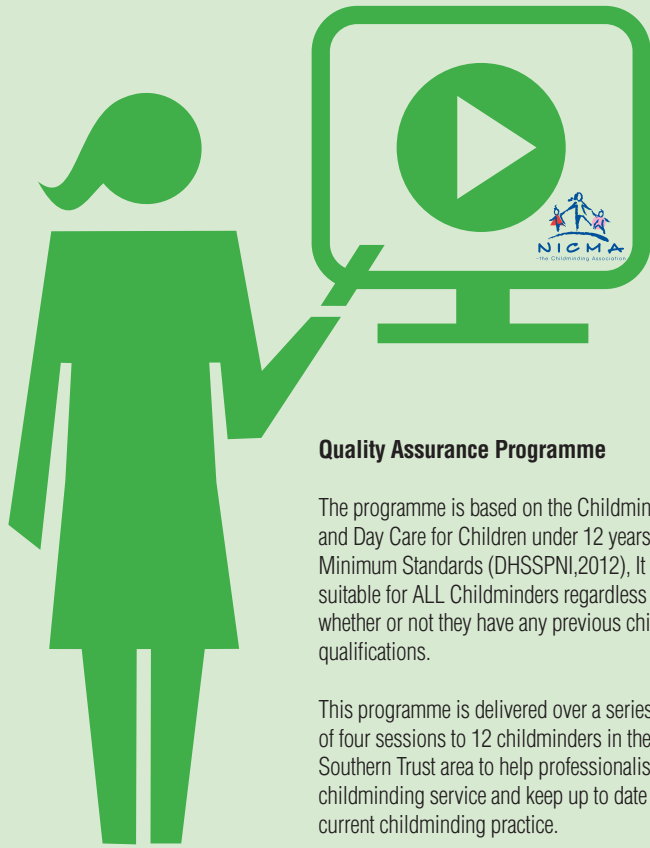 NICMA
-the Childminding Association
Quality Assurance Programme
The programme is based on the
and Day Care for Children under 12 years
Minimum Standards (DHSSPNI,2012), It
suitable for ALL Childminders regardless
whether or not they have any previous
qualifications.
This programme is delivered over a series
of four sessions to 12 childminders in the
Southern Trust area to help
childminding service and keep up to date
current childminding practice.